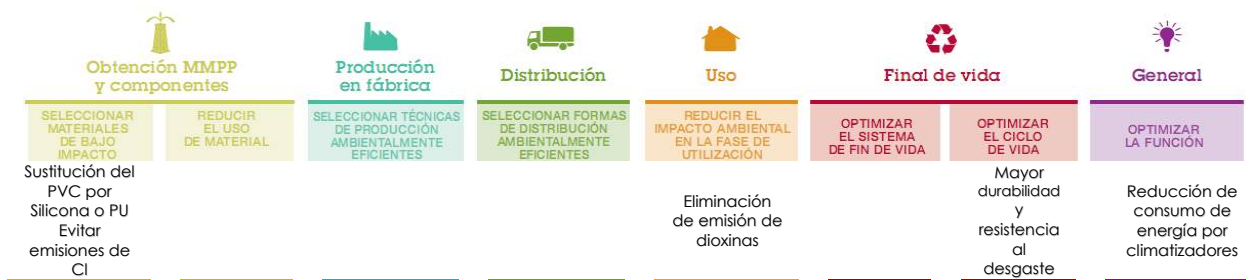 Obtención MMPP
y componentes
Producción
en fábrica
Distribución
Uso
Final de vida
General
SELECCIONAR
MATERIALES
DE BAJO
IMPACTO
REDUCIR
EL USO
DE MATERIAL
SELECCIONAR TÉCNICAS
DE PRODUCCIÓN
AMBIENTALMENTE
EFICIENTES
SELECCIONAR FORMAS
DE DISTRIBUCIÓN
AMBIENTALMENTE
EFICIENTES
REDUCIR EL
IMPACTO AMBIENTAL
EN LA FASE DE
UTILIZACIÓN
OPTIMIZAR
EL SISTEMA
DE FIN DE VIDA
OPTIMIZAR
EL CICLO
DE VIDA
OPTIMIZAR
LA FUNCIÓN
Sustitución del
PVC por
Silicona o PU
Evitar
emisiones de
Cl
Eliminación
de emisión de
dioxinas
Mayor
durabilidad
y
resistencia
al
desgaste
Reducción de
consumo de
energía por
climatizadores